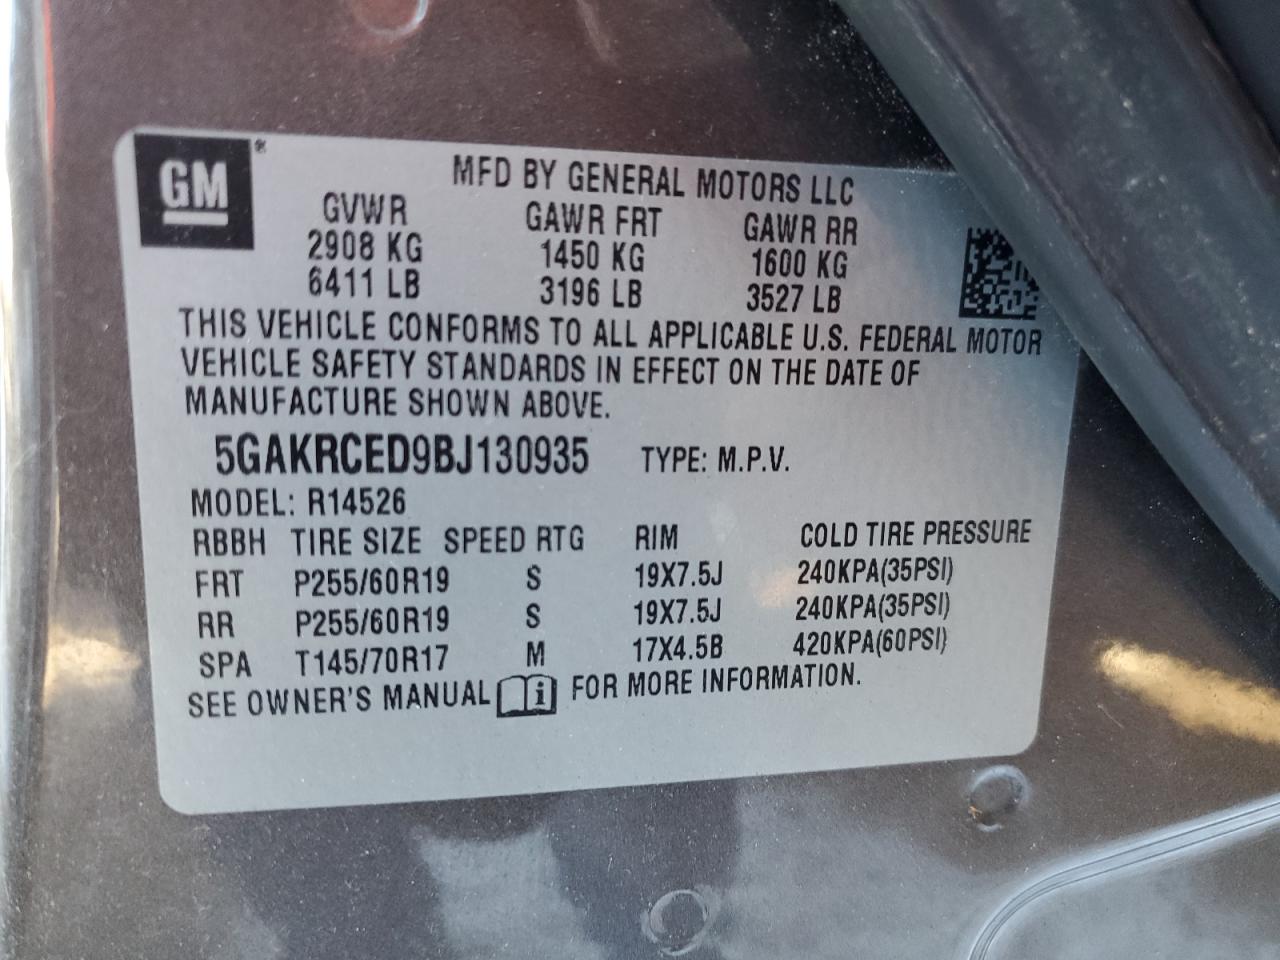 GM ®
MFD BY GENERAL MOTORS LLC
GVWR GAWR FRT GAWR RR
2908 KG 1450 KG 1600 KG
6411 LB 3196 LB 3527 LB
THIS VEHICLE CONFORMS TO ALL APPLICABLE U.S. FEDERAL MOTOR
VEHICLE SAFETY STANDARDS IN EFFECT ON THE DATE OF
MANUFACTURE SHOWN ABOVE.
5GAKRCED9BJ130935 TYPE: M.P.V.
MODEL: R14526
RBBH TIRE SIZE SPEED RTG RIM COLD TIRE PRESSURE
FRT P255/60R19 S 19X7.5J 240KPA(35PSI)
RR P255/60R19 S 19X7.5J 240KPA(35PSI)
SPA T145/70R17 M 17X4.5B 420KPA(60PSI)
SEE OWNER'S MANUAL i FOR MORE INFORMATION.